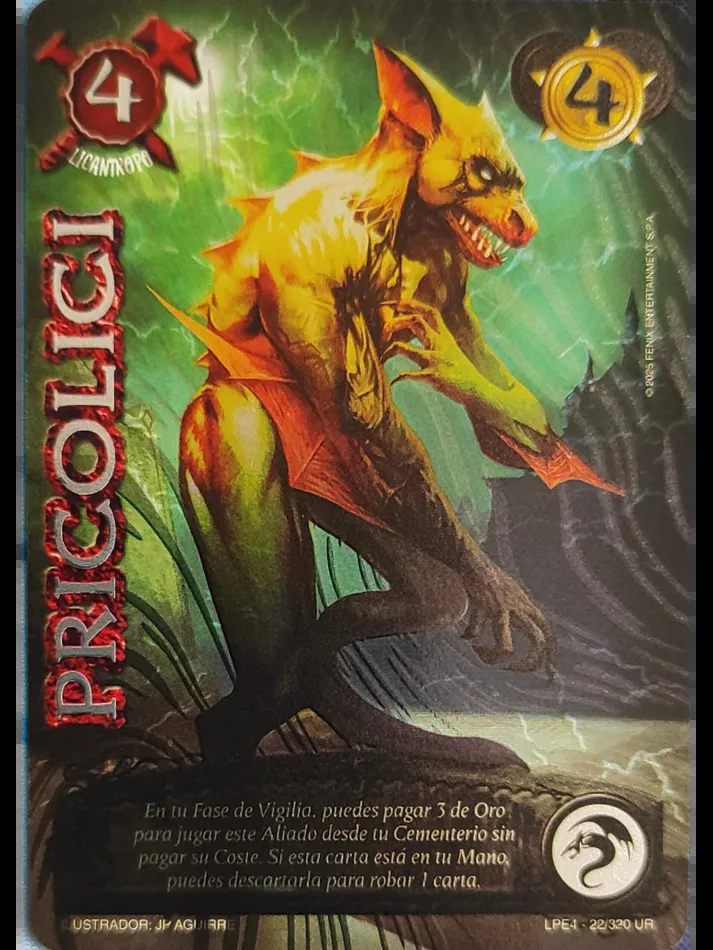 4
LICANTROPO
4
PRICOLICI
© 2025 FENIX ENTERTAINMENT S.P.A.
En tu Fase de Vigilia, puedes pagar 3 de Oro
para jugar este Aliado desde tu Cementerio sin
pagar su Coste. Si esta carta está en tu Mano,
puedes descartarla para robar 1 carta.
ILUSTRADOR: JP AGUIRRE
LPE4 - 22/320 UR